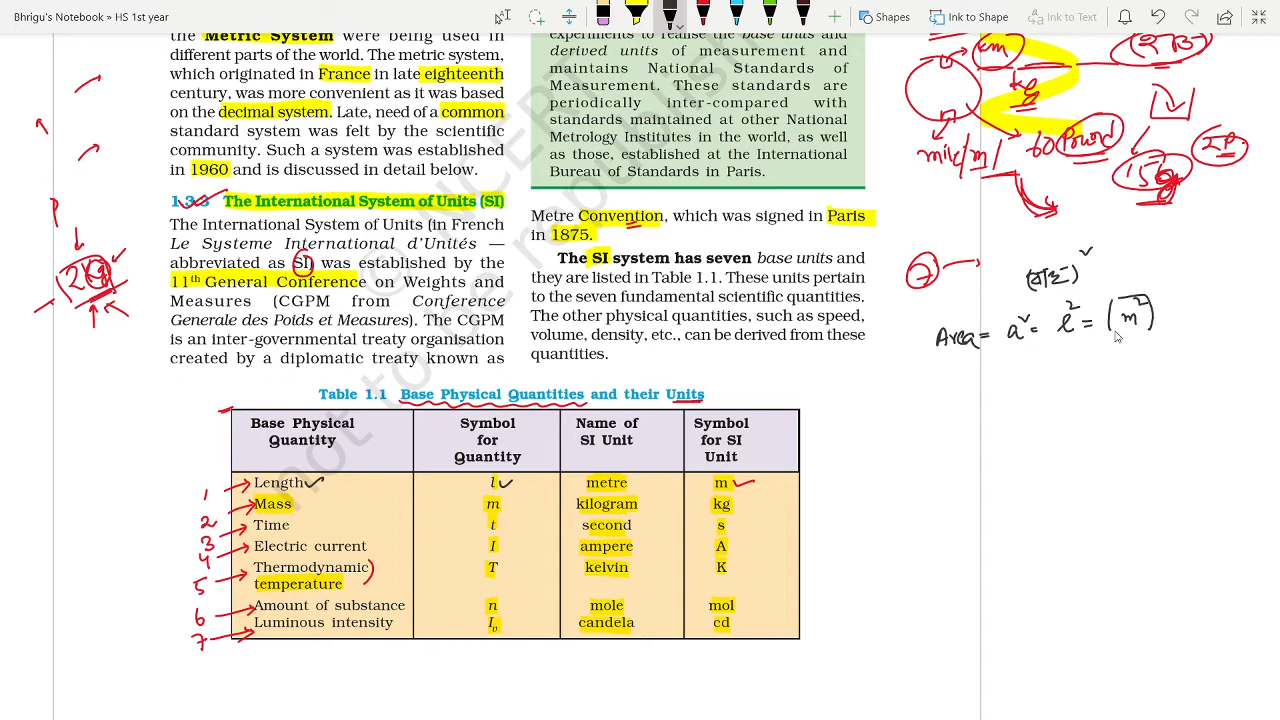 Bhrigu's Notebook » HS 1st year
Shapes
Ink to Shape
Ink to Text
the Metric System were being used in
different parts of the world. The metric system,
which originated in France in late eighteenth
century, was more convenient as it was based
on the decimal system. Late, need of a common
standard system was felt by the scientific
community. Such a system was established
in 1960 and is discussed in detail below.
1.3.3 The International System of Units (SI)
The International System of Units (in French
Le Systeme International d'Unités —
abbreviated as SI) was established by the
11th General Conference on Weights and
Measures (CGPM from Conference
Generale des Poids et Measures). The CGPM
is an inter-governmental treaty organisation
created by a diplomatic treaty known as
experiments to realise the base units and
derived units of measurement and
maintains National Standards of
Measurement. These standards are
periodically inter-compared with
standards maintained at other National
Metrology Institutes in the world, as well
as those, established at the International
Bureau of Standards in Paris.
Metre Convention, which was signed in Paris
in 1875.
The SI system has seven base units and
they are listed in Table 1.1. These units pertain
to the seven fundamental scientific quantities.
The other physical quantities, such as speed,
volume, density, etc., can be derived from these
quantities.
Table 1.1 Base Physical Quantities and their Units
Base Physical Quantity Symbol for Quantity Name of SI Unit Symbol for SI Unit
1 Length l metre m
2 Mass m kilogram kg
3 Time t second s
4 Electric current I ampere A
5 Thermodynamic temperature T kelvin K
6 Amount of substance n mole mol
7 Luminous intensity Iv candela cd
© NCERT
not to be republished
km
kg
mile/m/
60 Pound
15
2P
7
Area = a² = l² = (m²)